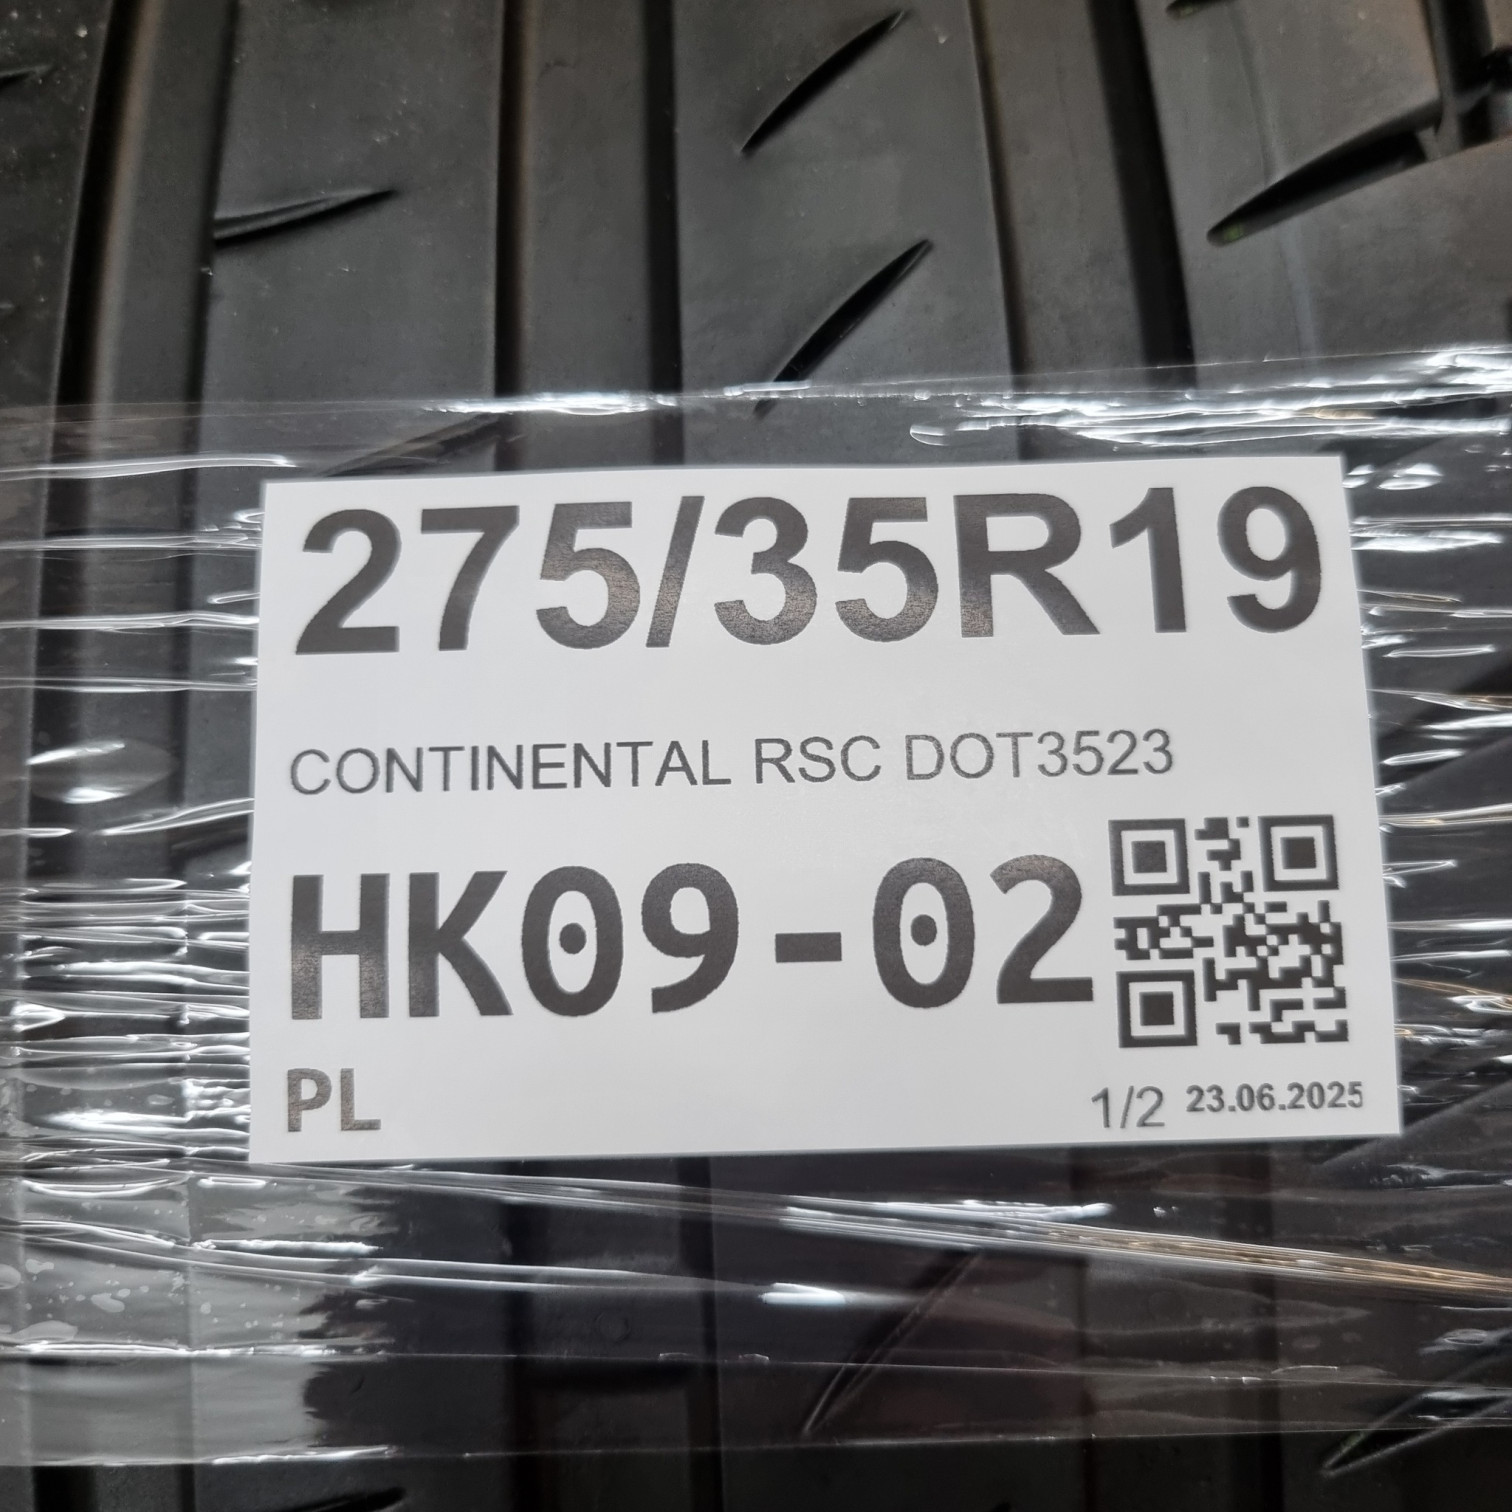 275/35R19
CONTINENTAL RSC DOT3523
HK09-02
PL
1/2 23.06.2025